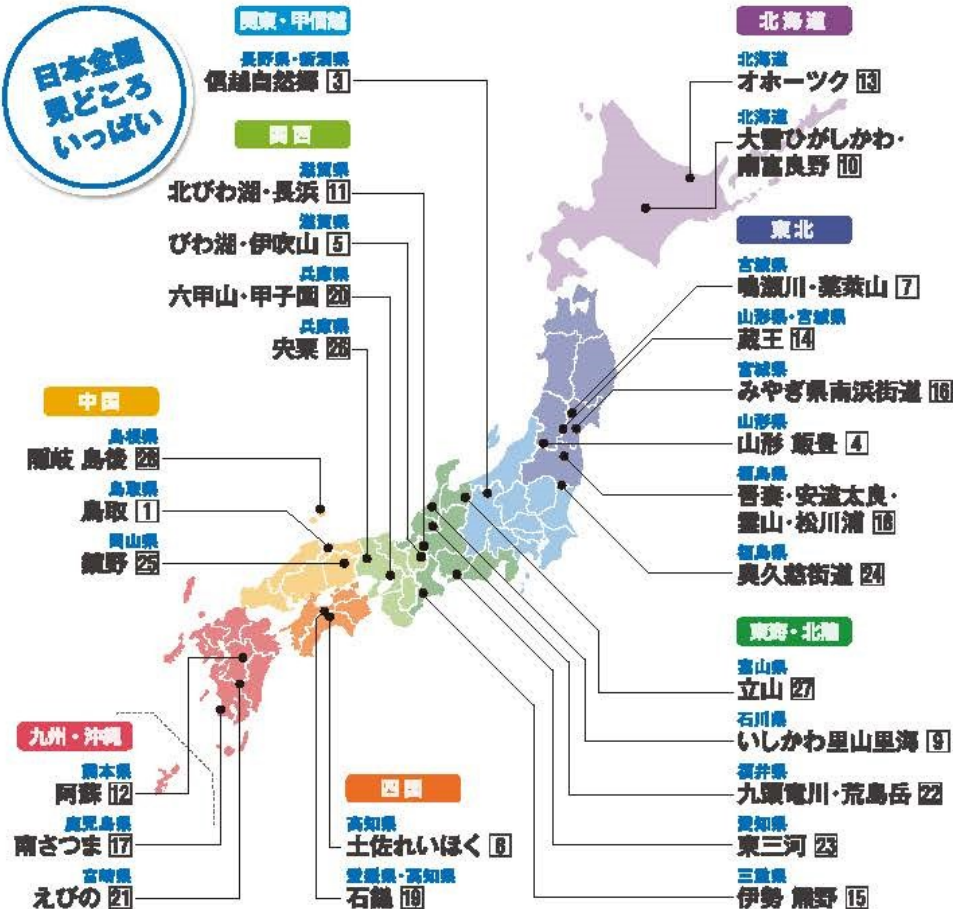 日本全国
見どころ
いっぱい
関東・甲信越
長野県・新潟県
信越自然郷 3
関西
滋賀県
北びわ湖・長浜 11
滋賀県
びわ湖・伊吹山 5
兵庫県
六甲山・甲子園 20
兵庫県
宍粟 26
中国
島根県
隠岐 島後 28
鳥取県
鳥取 1
岡山県
鏡野 25
九州・沖縄
熊本県
阿蘇 12
鹿児島県
南さつま 17
宮崎県
えびの 21
四国
高知県
土佐れいほく 6
愛媛県・高知県
石鎚 19
北海道
北海道
オホーツク 13
北海道
大雪ひがしかわ・
南富良野 10
東北
宮城県
鳴瀬川・薬莱山 7
山形県・宮城県
蔵王 14
宮城県
みやぎ県南浜街道 16
山形県
山形 飯豊 4
福島県
吾妻・安達太良・
霊山・松川浦 18
福島県
奥久慈街道 24
東海・北陸
富山県
立山 27
石川県
いしかわ里山里海 9
福井県
九頭竜川・荒島岳 22
愛知県
東三河 23
三重県
伊勢 熊野 15